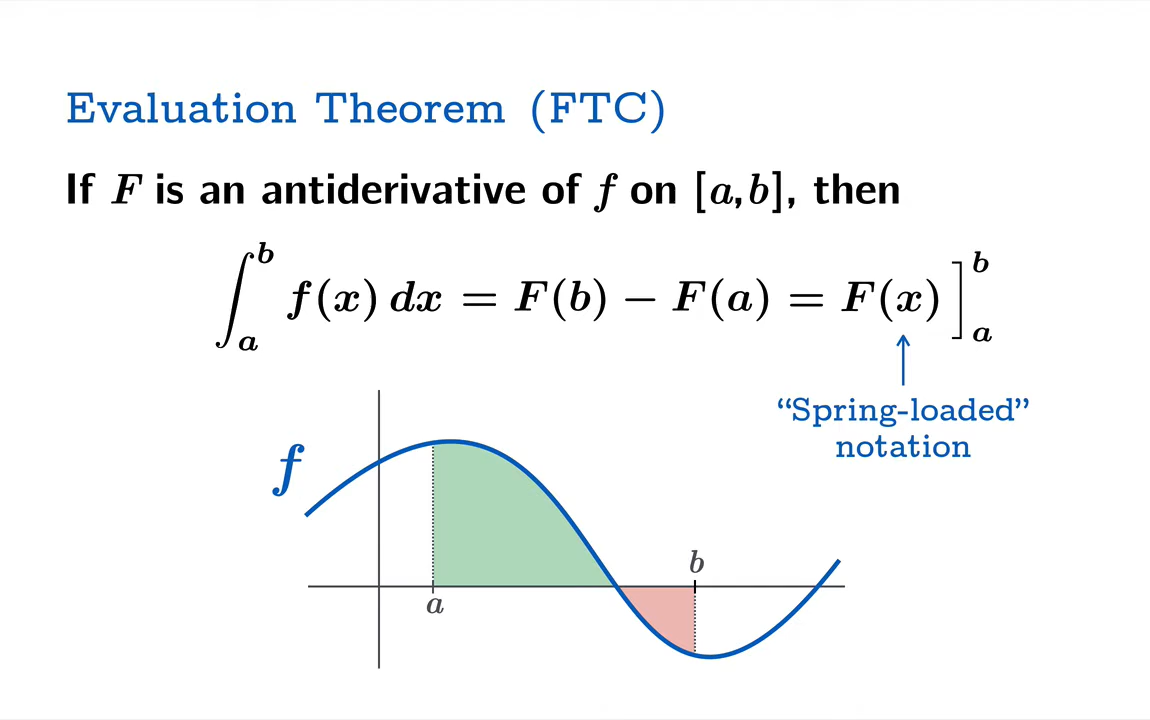 Evaluation Theorem (FTC)
If F is an antiderivative of f on [a,b], then
∫_a^b f(x) dx = F(b) − F(a) = F(x)]_a^b
“Spring-loaded”
notation
f
b
a